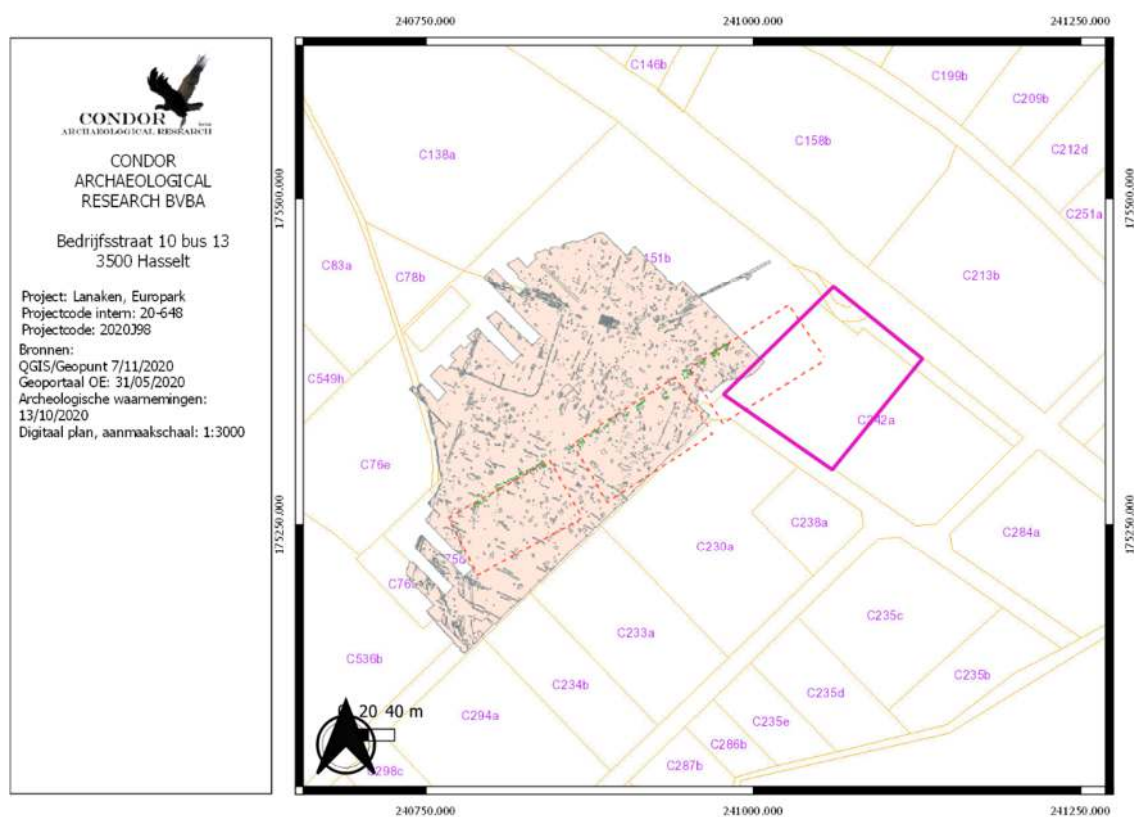 CONDOR
ARCHAEOLOGICAL RESEARCH
CONDOR
ARCHAEOLOGICAL
RESEARCH BVBA
Bedrijfsstraat 10 bus 13
3500 Hasselt
Project: Lanaken, Europark
Projectcode intern: 20-648
Projectcode: 2020J98
Bronnen:
QGIS/Geopunt 7/11/2020
Geoportaal OE: 31/05/2020
Archeologische waarnemingen:
13/10/2020
Digitaal plan, aanmaakschaal: 1:3000
240750,000 241000,000 241250,000
C146b
C199b
C209b
C138a
C158b
C212d
175500,000
175500,000
C251a
C83a
C78b
151b
C213b
C549h
C242a
C76e
175250,000
175250,000
C238a
C284a
C230a
C235c
C233a
C536b
C234b
C235b
C235d
C294a
20 40 m
C235e
C286b
C287b
C298c
240750,000 241000,000 241250,000